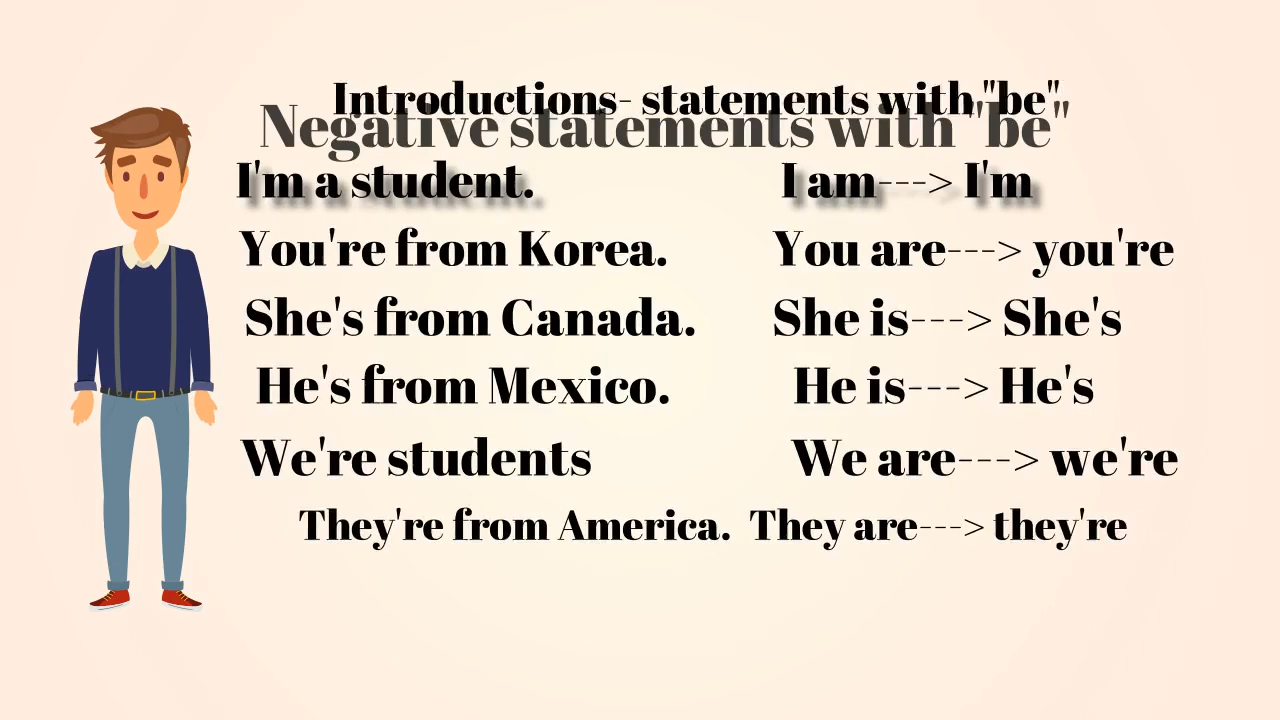 Introductions- statements with "be"
Negative statements with "be"
I'm a student. I am---> I'm
You're from Korea. You are---> you're
She's from Canada. She is---> She's
He's from Mexico. He is---> He's
We're students We are---> we're
They're from America. They are---> they're